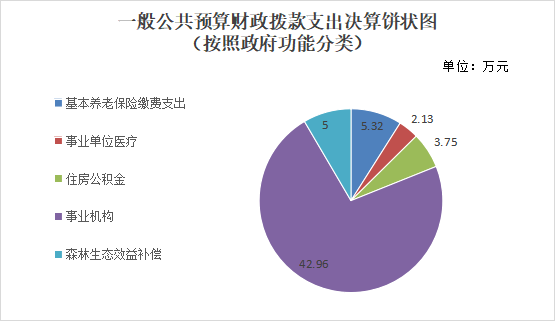 一般公共预算财政拨款支出决算饼状图
（按照政府功能分类）
单位：万元
基本养老保险缴费支出
事业单位医疗
住房公积金
事业机构
森林生态效益补偿
5
5.32
2.13
3.75
42.96